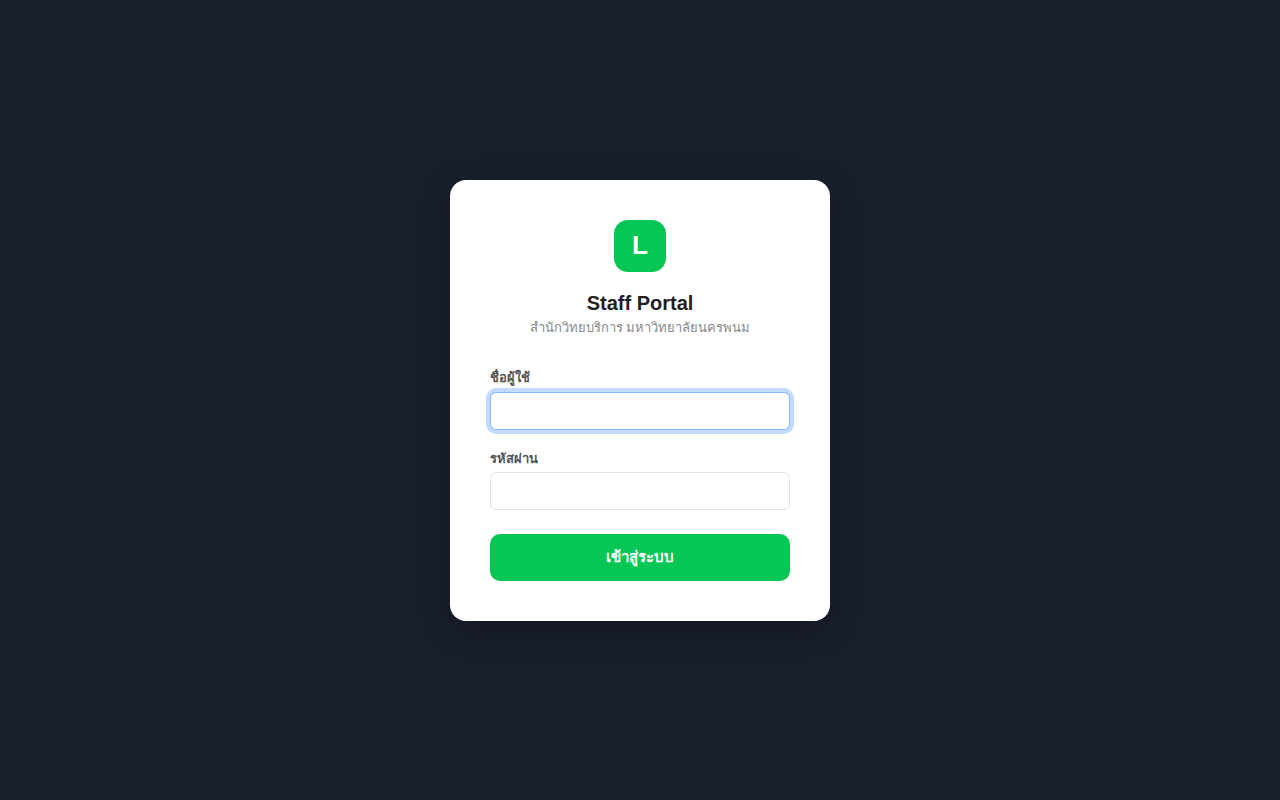 L
Staff Portal
สำนักวิทยบริการ มหาวิทยาลัยนครพนม
ชื่อผู้ใช้
รหัสผ่าน
เข้าสู่ระบบ